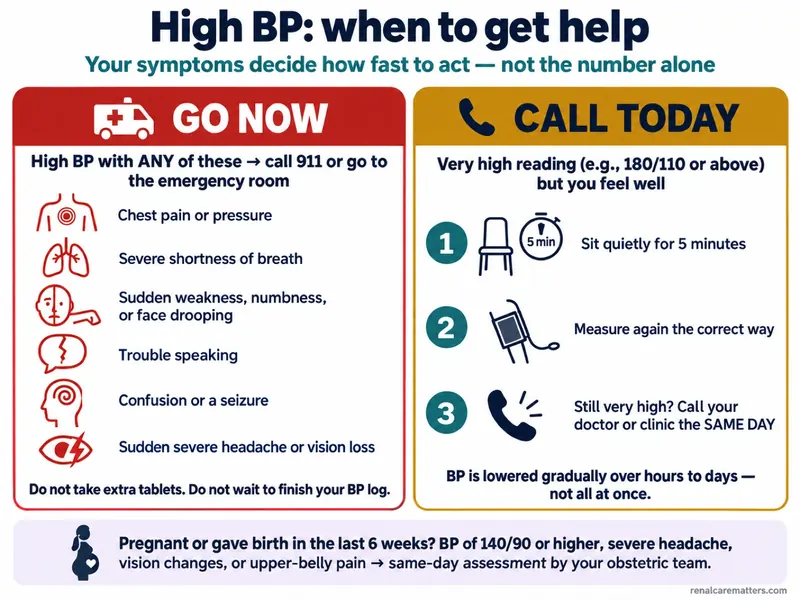 High BP: when to get help
Your symptoms decide how fast to act — not the number alone
GO NOW
High BP with ANY of these → call 911 or go to
the emergency room
Chest pain or pressure
Severe shortness of breath
Sudden weakness, numbness,
or face drooping
Trouble speaking
Confusion or a seizure
Sudden severe headache or vision loss
Do not take extra tablets. Do not wait to finish your BP log.
CALL TODAY
Very high reading (e.g., 180/110 or above)
but you feel well
1
5 min
Sit quietly for 5 minutes
2
Measure again the correct way
3
Still very high? Call your
doctor or clinic the SAME DAY
BP is lowered gradually over hours to days —
not all at once.
Pregnant or gave birth in the last 6 weeks? BP of 140/90 or higher, severe headache,
vision changes, or upper-belly pain → same-day assessment by your obstetric team.
renalcarematters.com